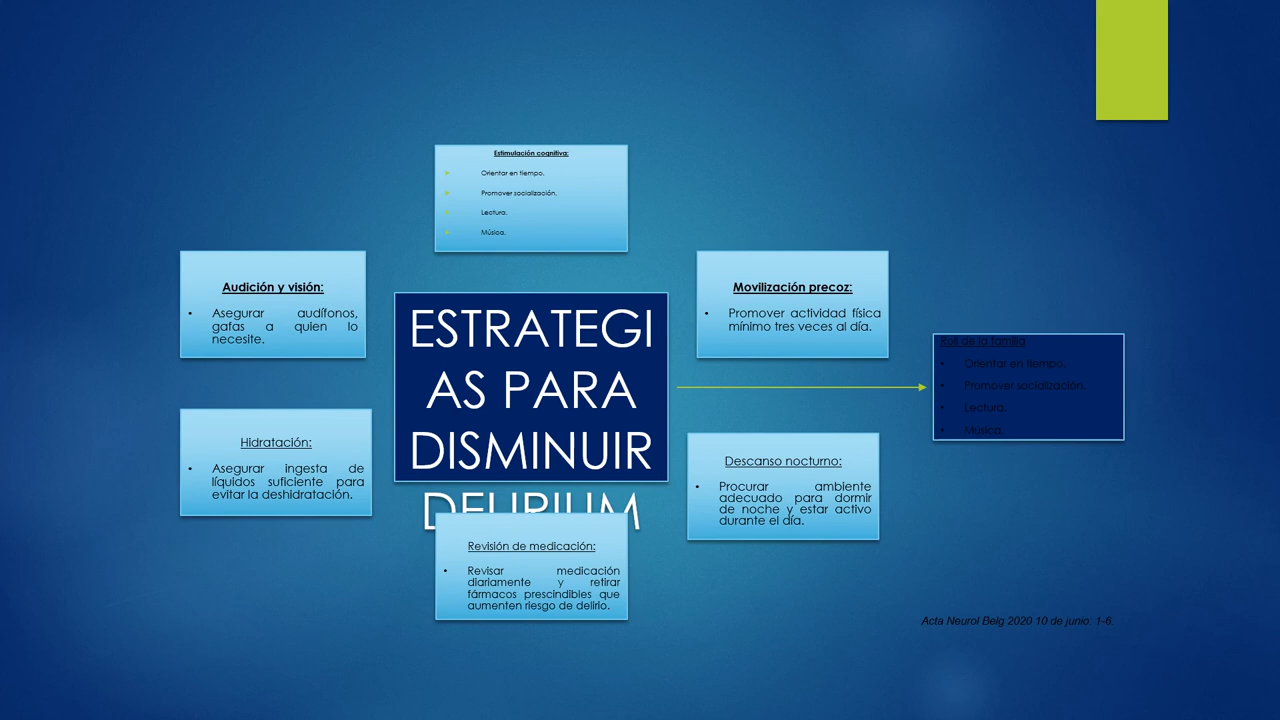 Estimulación cognitiva:
Orientar en tiempo.
Promover socialización.
Lectura.
Música.
Audición y visión:
• Asegurar audífonos,
gafas a quien lo
necesite.
Movilización precoz:
• Promover actividad física
mínimo tres veces al día.
ESTRATEGI
AS PARA
DISMINUIR
DELIRIUM
Roll de la familia
• Orientar en tiempo.
• Promover socialización.
• Lectura.
• Música.
Hidratación:
• Asegurar ingesta de
líquidos suficiente para
evitar la deshidratación.
Descanso nocturno:
• Procurar ambiente
adecuado para dormir
de noche y estar activo
durante el día.
Revisión de medicación:
• Revisar medicación
diariamente y retirar
fármacos prescindibles que
aumenten riesgo de delirio.
Acta Neurol Belg 2020 10 de junio: 1-6